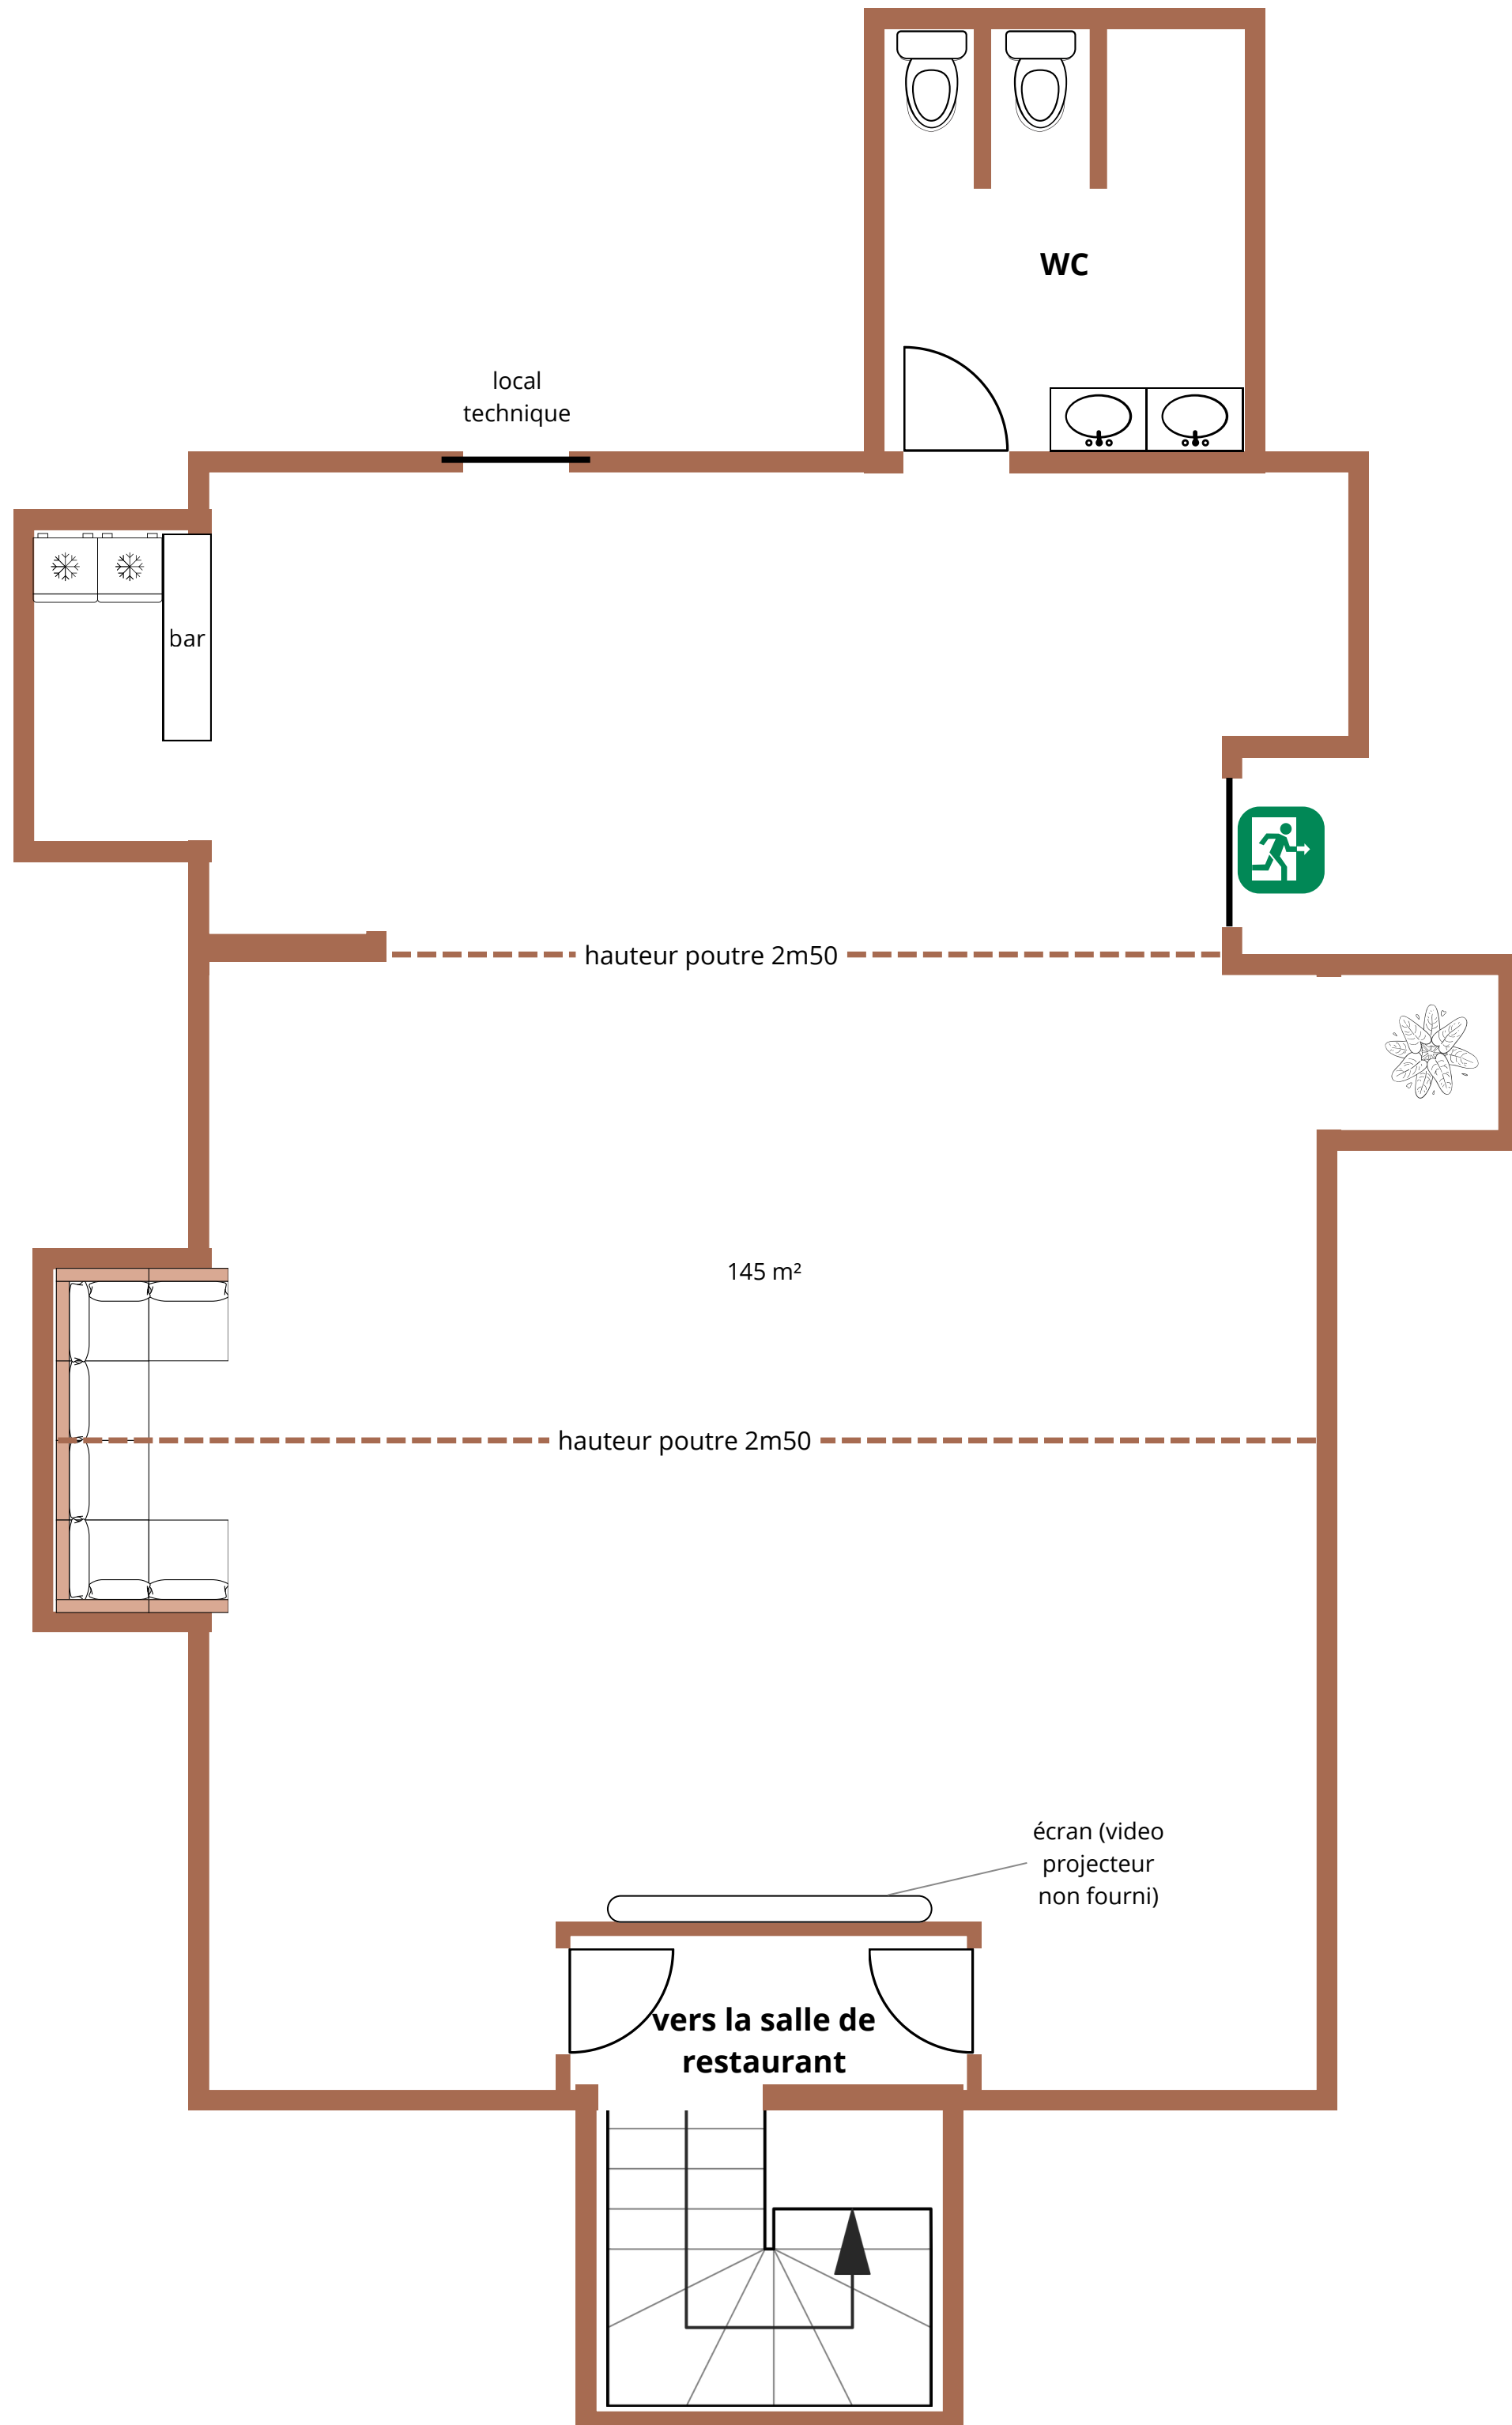 WC
local
technique
bar
hauteur poutre 2m50
145 m²
hauteur poutre 2m50
écran (video
projecteur
non fourni)
vers la salle de
restaurant